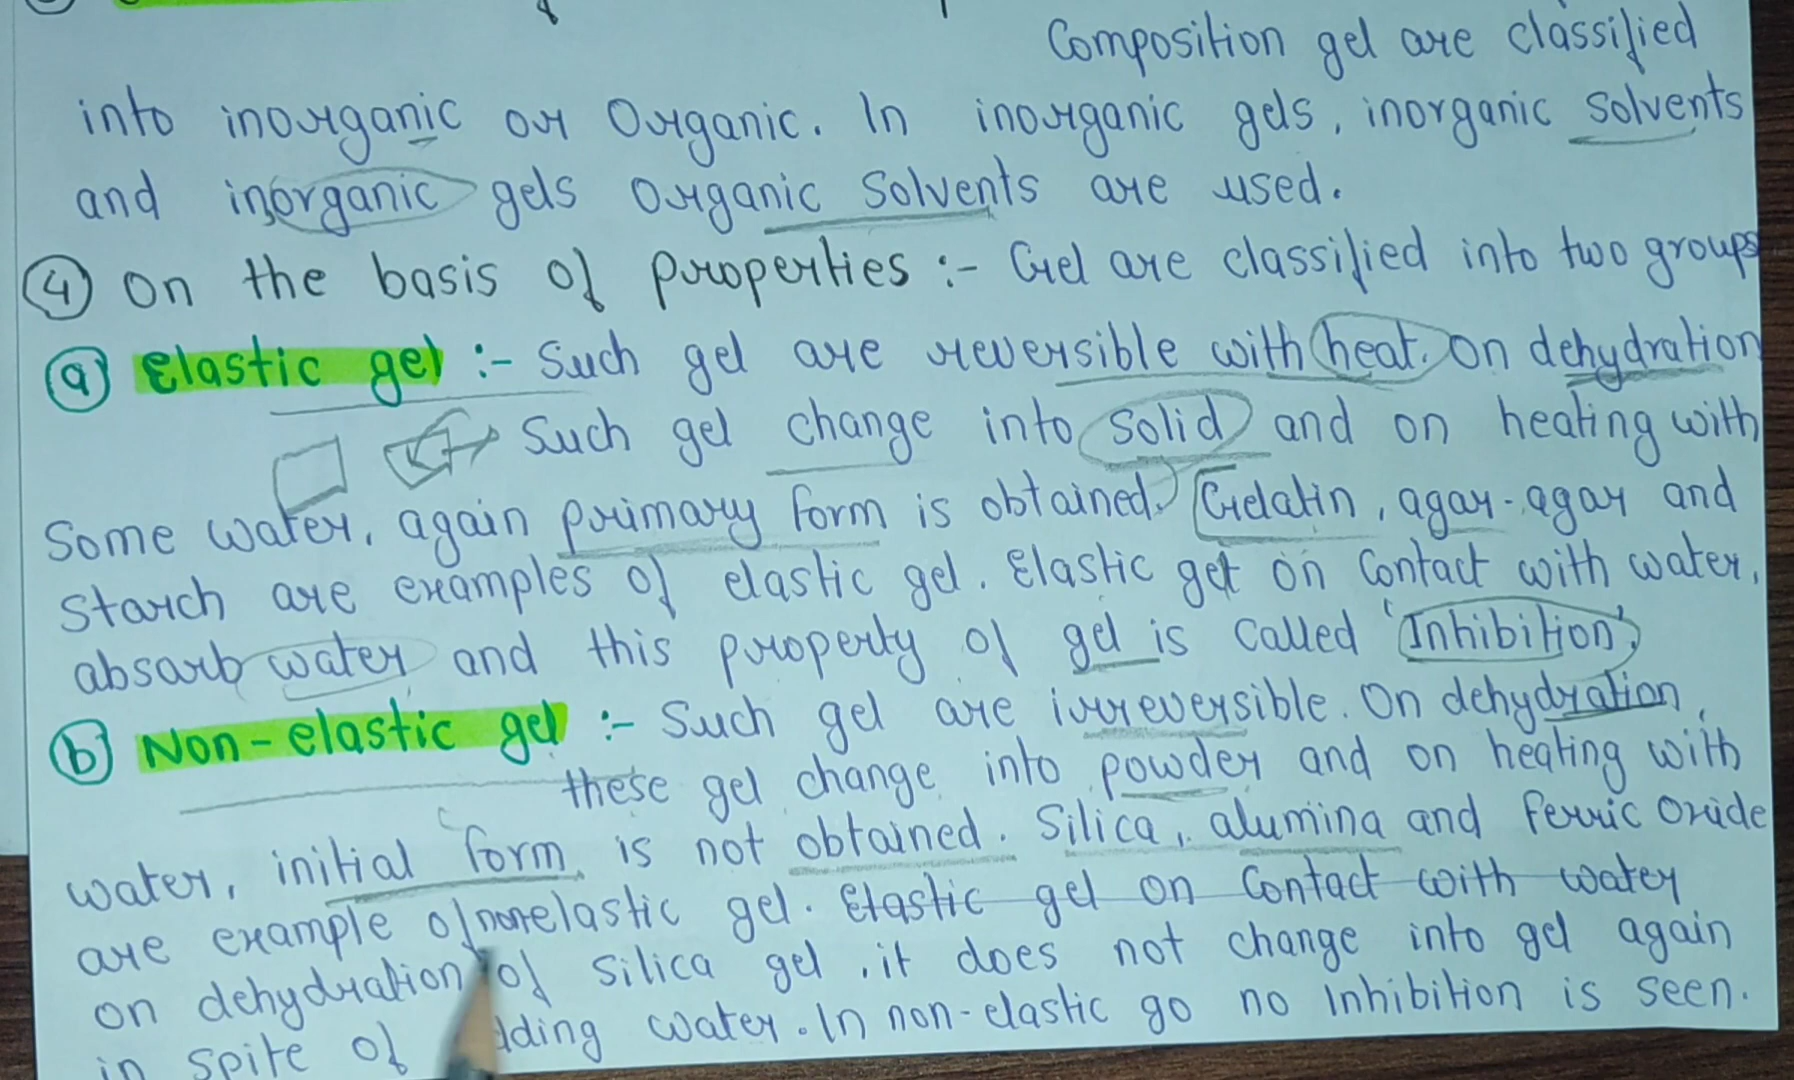 Composition gel are classified
into inorganic or Organic. In inorganic gels, inorganic solvents
and inorganic gels organic solvents are used.
④ On the basis of properties :- Gel are classified into two groups
ⓐ Elastic gel :- Such gel are reversible with heat. On dehydration
Such gel change into solid and on heating with
Some water, again primary form is obtained. Gelatin, agar-agar and
Starch are examples of elastic gel. Elastic get on Contact with water,
absorb water and this property of gel is called 'Inhibition'.
ⓑ Non-elastic gel :- Such gel are irreversible. On dehydration,
these gel change into powder and on heating with
water, initial form is not obtained. Silica, alumina and Ferric Oxide
are example of nonelastic gel. Elastic gel on Contact with water
on dehydration of silica gel, it does not change into gel again
in spite of water. In non-elastic go no Inhibition is seen.